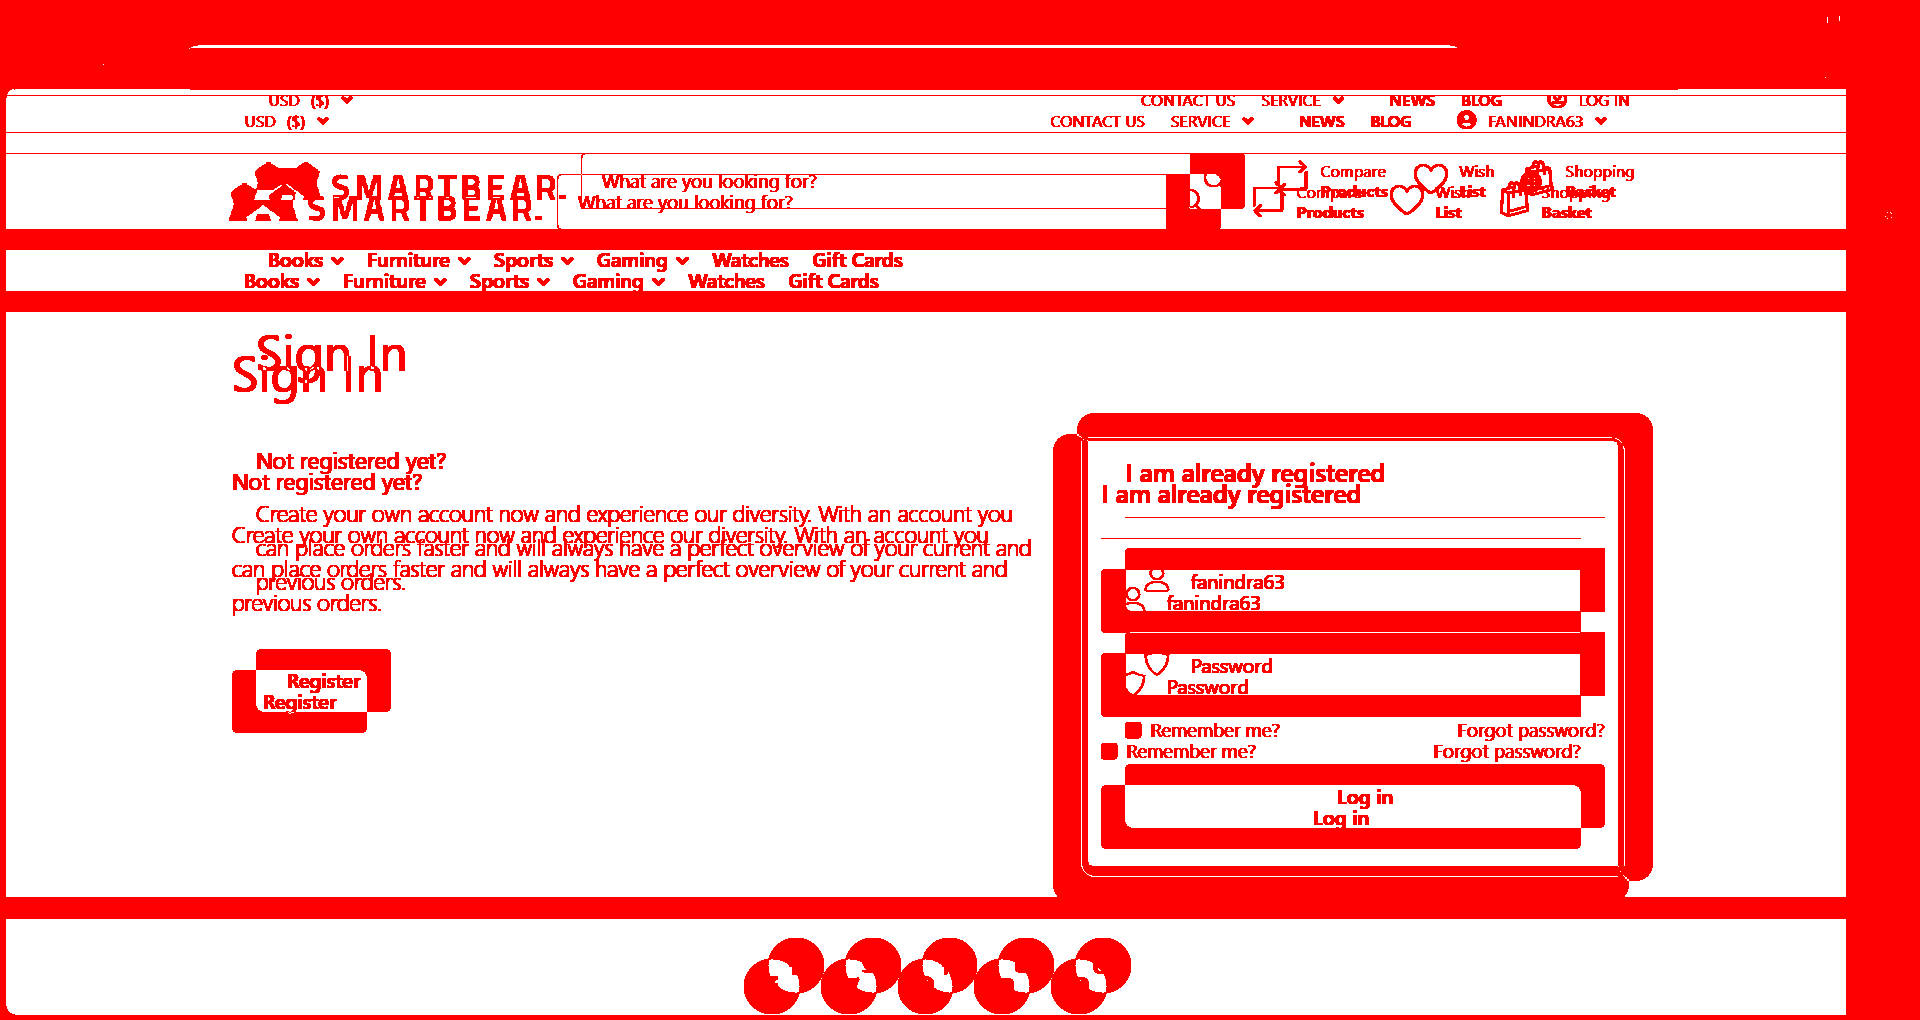 USD ($) CONTACT US SERVICE NEWS BLOG LOG IN
USD ($) CONTACT US SERVICE NEWS BLOG FANINDRA63
SMARTBEAR.
SMARTBEAR.
What are you looking for?
What are you looking for?
Compare Products
Wish List
Shopping Basket
Compare Products
Wish List
Shopping Basket
Books Furniture Sports Gaming Watches Gift Cards
Books Furniture Sports Gaming Watches Gift Cards
Sign In
Sign In
Not registered yet?
Not registered yet?
Create your own account now and experience our diversity. With an account you
Create your own account now and experience our diversity. With an account you
can place orders faster and will always have a perfect overview of your current and
can place orders faster and will always have a perfect overview of your current and
previous orders.
previous orders.
Register
Register
I am already registered
I am already registered
fanindra63
fanindra63
Password
Password
Remember me? Forgot password?
Remember me? Forgot password?
Log in
Log in